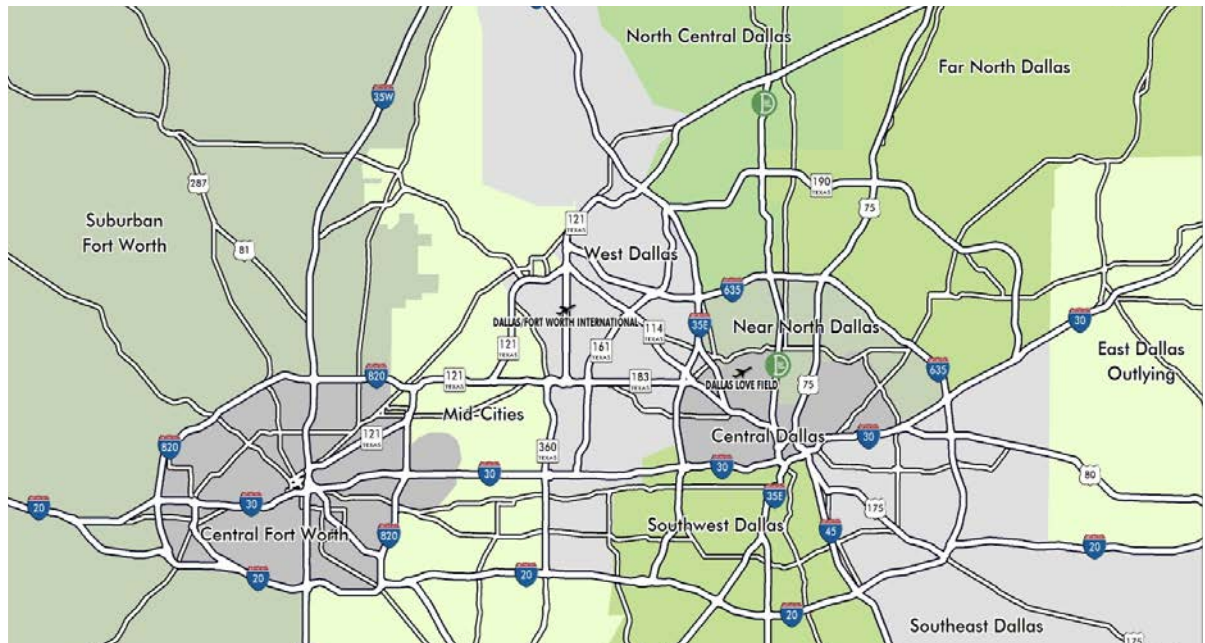 North Central Dallas
Far North Dallas
35W
287
190
TEXAS
75
Suburban
Fort Worth
81
121
TEXAS
West Dallas
635
DALLAS/FORT WORTH INTERNATIONAL
35E
Near North Dallas
30
114
TEXAS
121
TEXAS
161
TEXAS
East Dallas
Outlying
820
121
TEXAS
183
TEXAS
DALLAS LOVE FIELD
75
635
Mid-Cities
121
TEXAS
820
360
TEXAS
Central Dallas
30
30
30
80
20
30
35E
Southwest Dallas
175
45
Central Fort Worth
820
20
20
20
20
Southeast Dallas
175
TEXAS